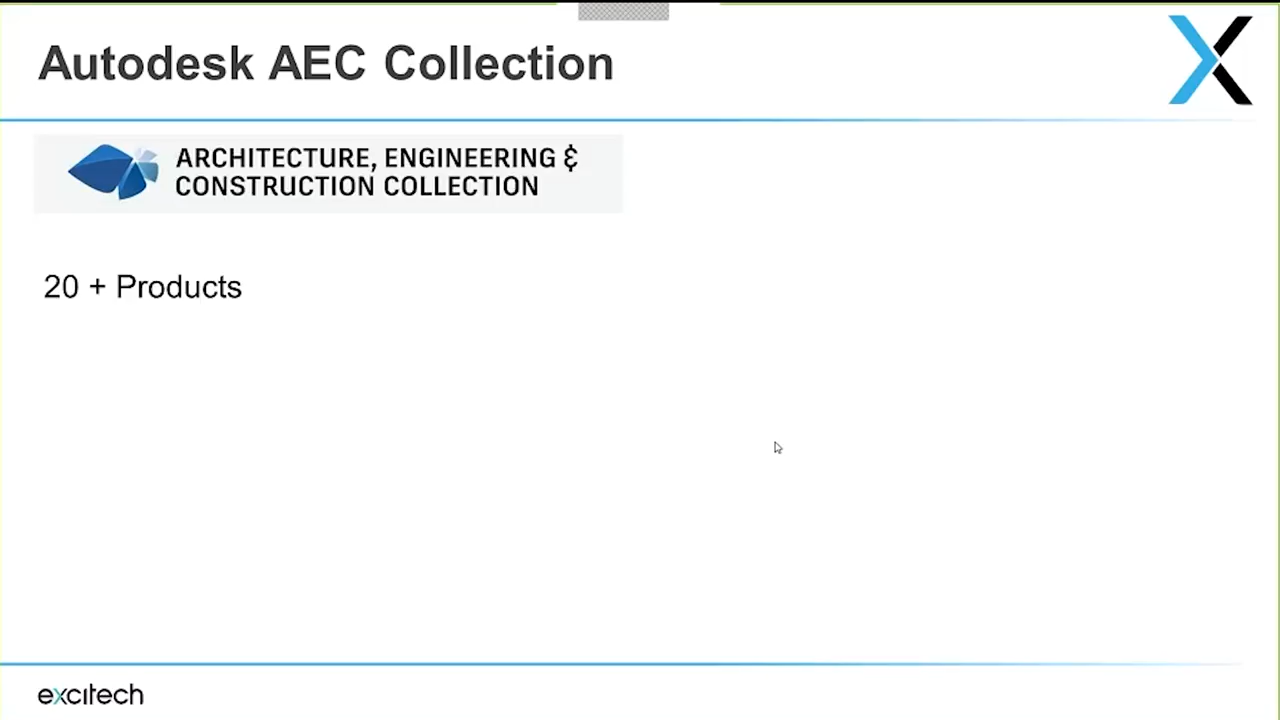 Autodesk AEC Collection
ARCHITECTURE, ENGINEERING &
CONSTRUCTION COLLECTION
20 + Products
excitech